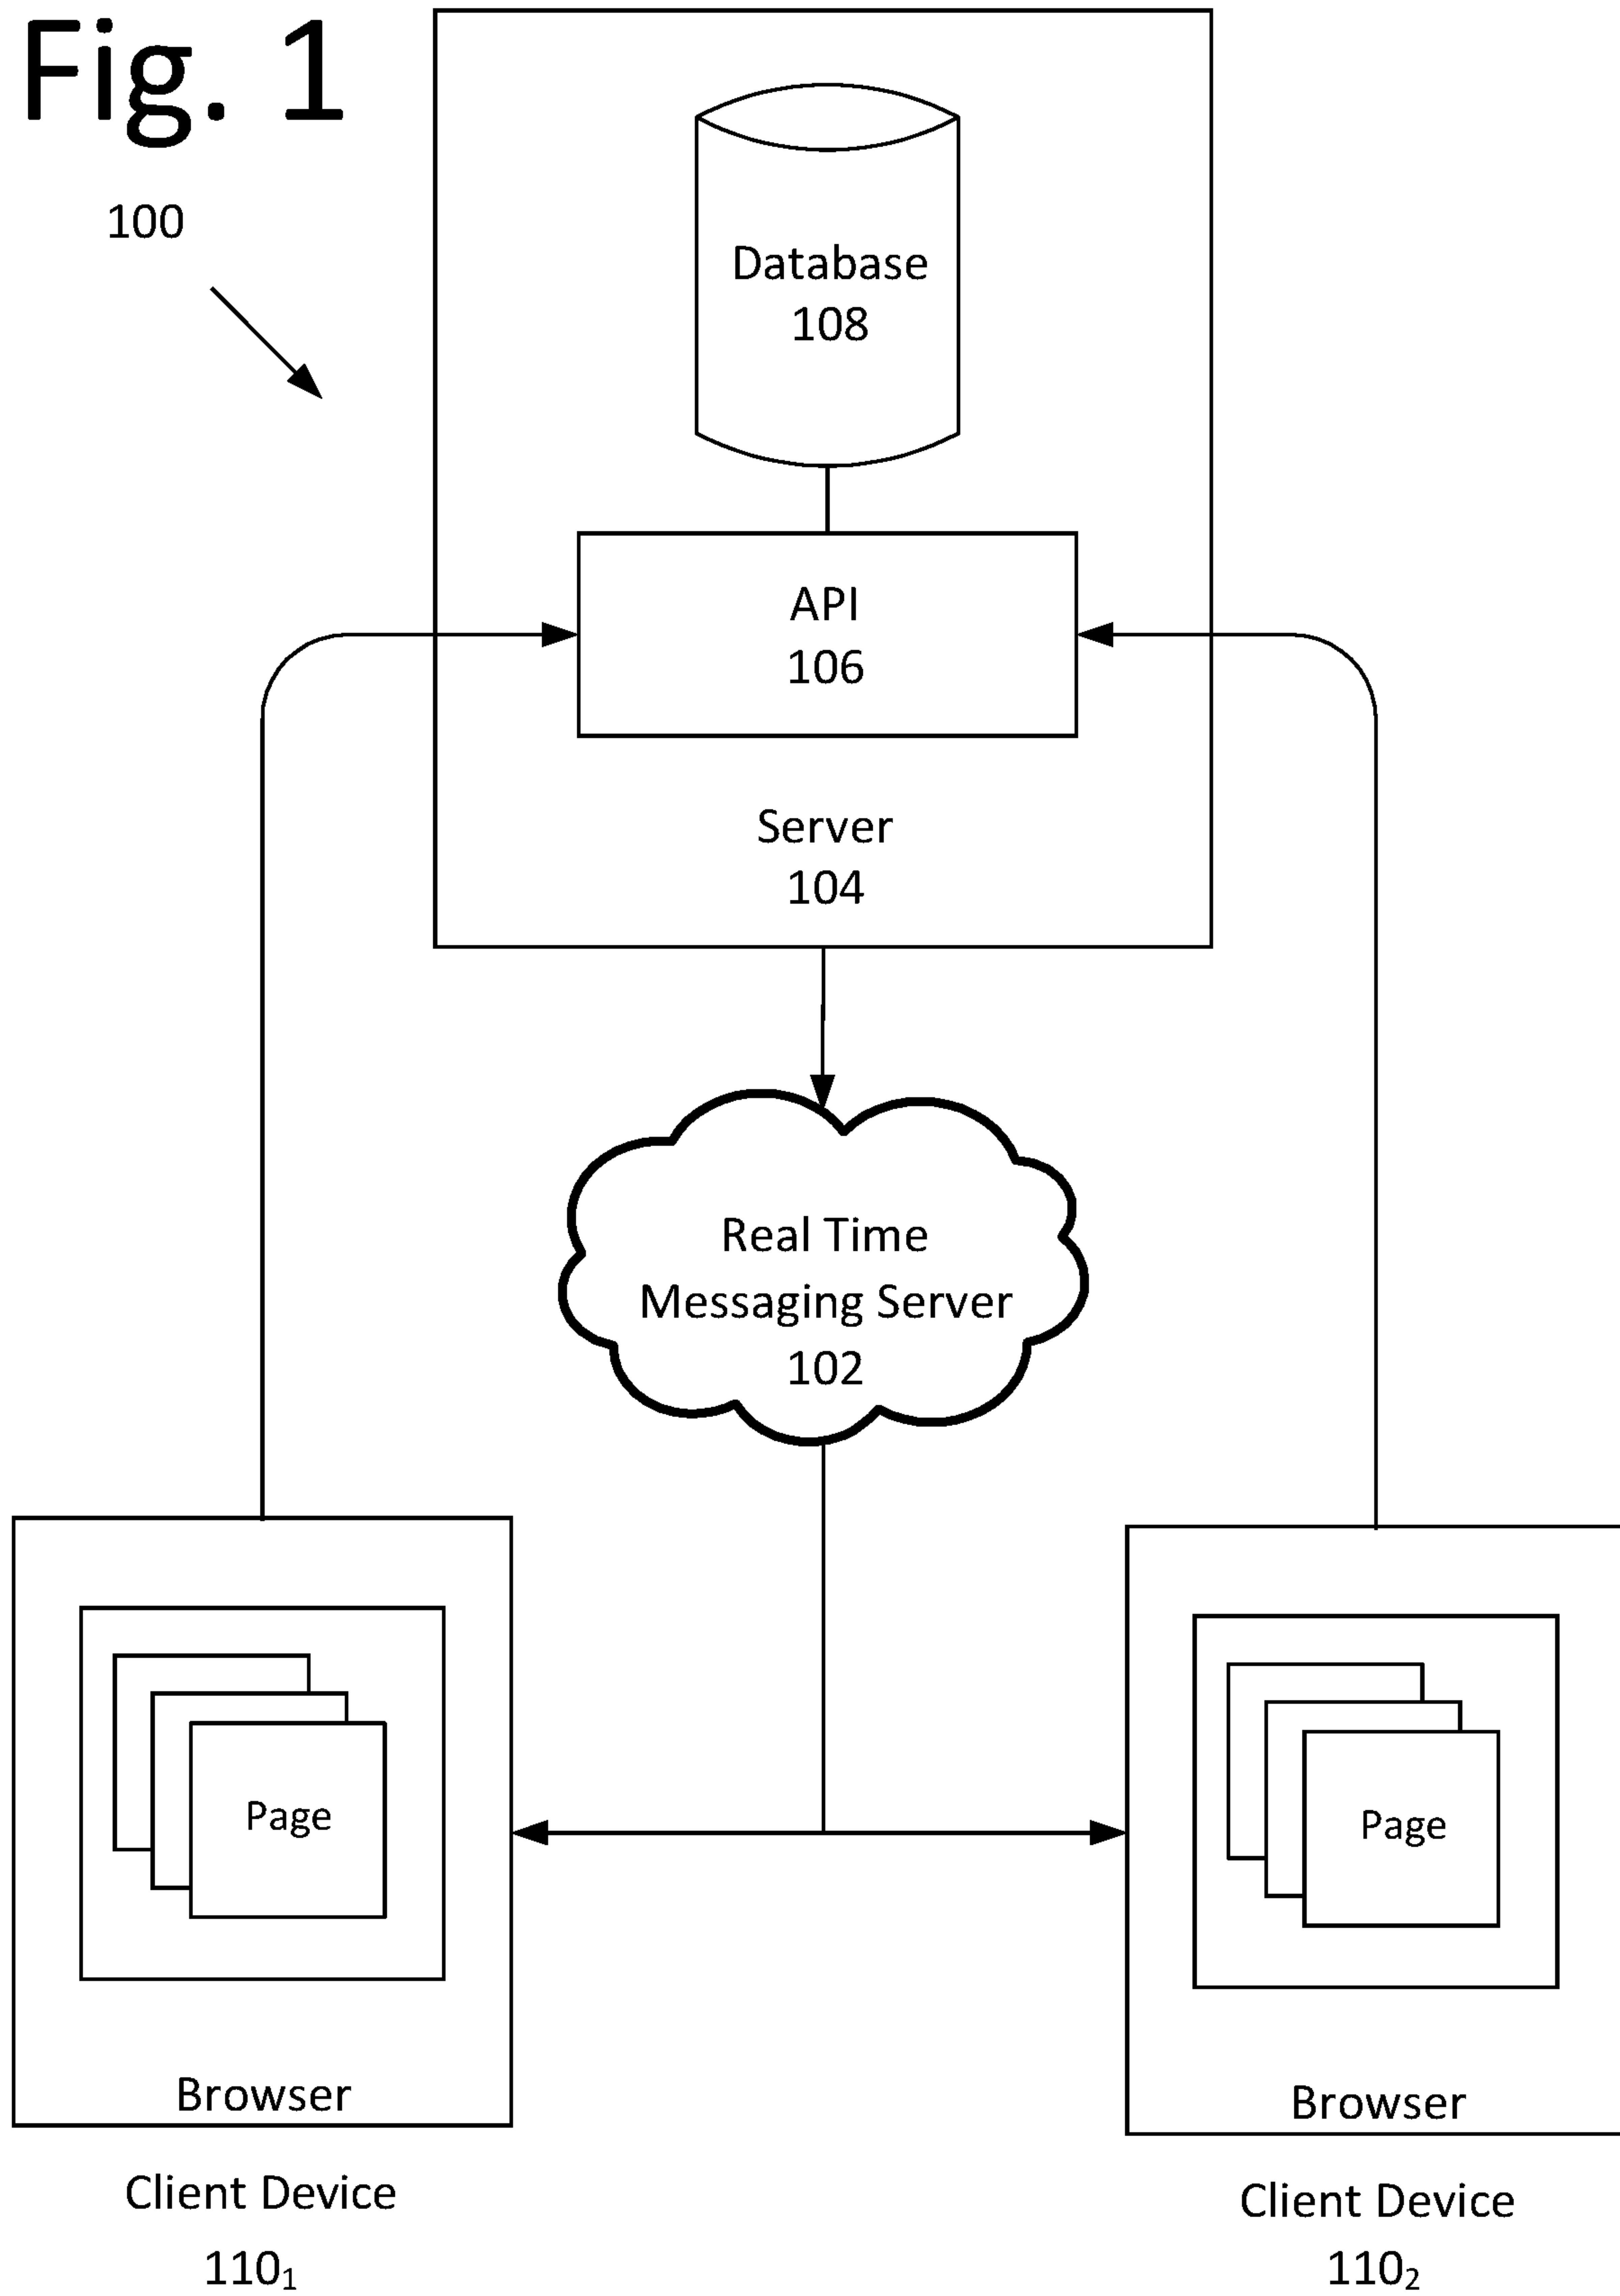 Fig. 1
100
Database
108
API
106
Server
104
Real Time
Messaging Server
102
Page
Browser
Client Device
110₁
Page
Browser
Client Device
110₂